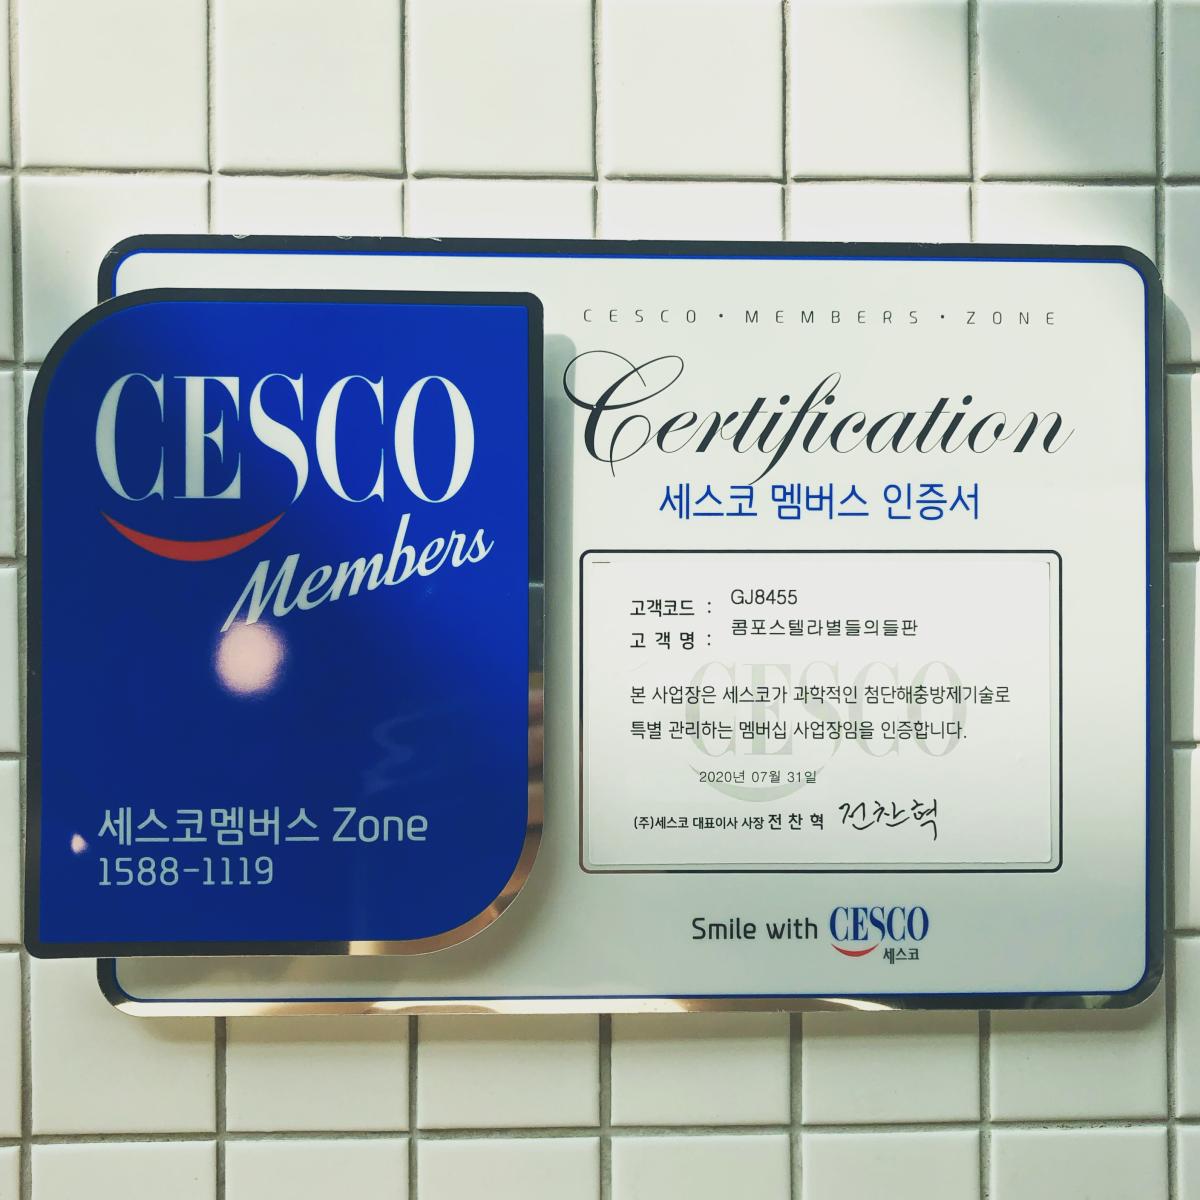 CESCO
Members
세스코멤버스 Zone
1588-1119
CESCO·MEMBERS·ZONE
Certification
세스코 멤버스 인증서
고객코드 : GJ8455
고 객 명 : 콤포스텔라별들의들판
CESCO
본 사업장은 세스코가 과학적인 첨단해충방제기술로
특별 관리하는 멤버십 사업장임을 인증합니다.
2020년 07월 31일
(주)세스코 대표이사 사장 전 찬 혁 전찬혁
Smile with CESCO
세스코